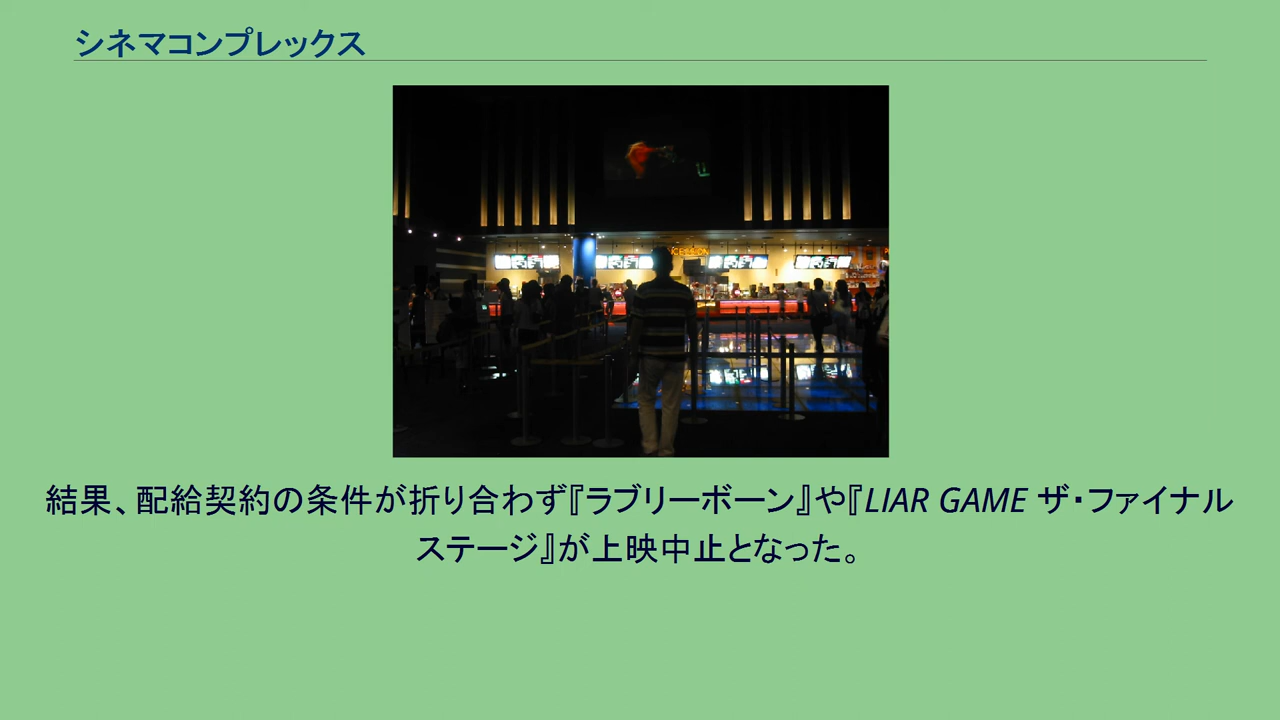 シネマコンプレックス
結果、配給契約の条件が折り合わず『ラブリーボーン』や『LIAR GAME ザ・ファイナル
ステージ』が上映中止となった。